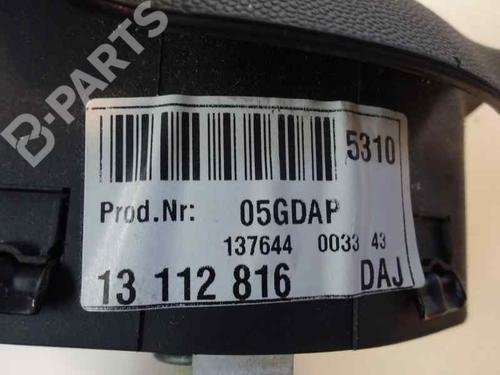 B-PARTS
5310
Prod.Nr: 05GDAP
137644 0033 43
13 112 816 DAJ